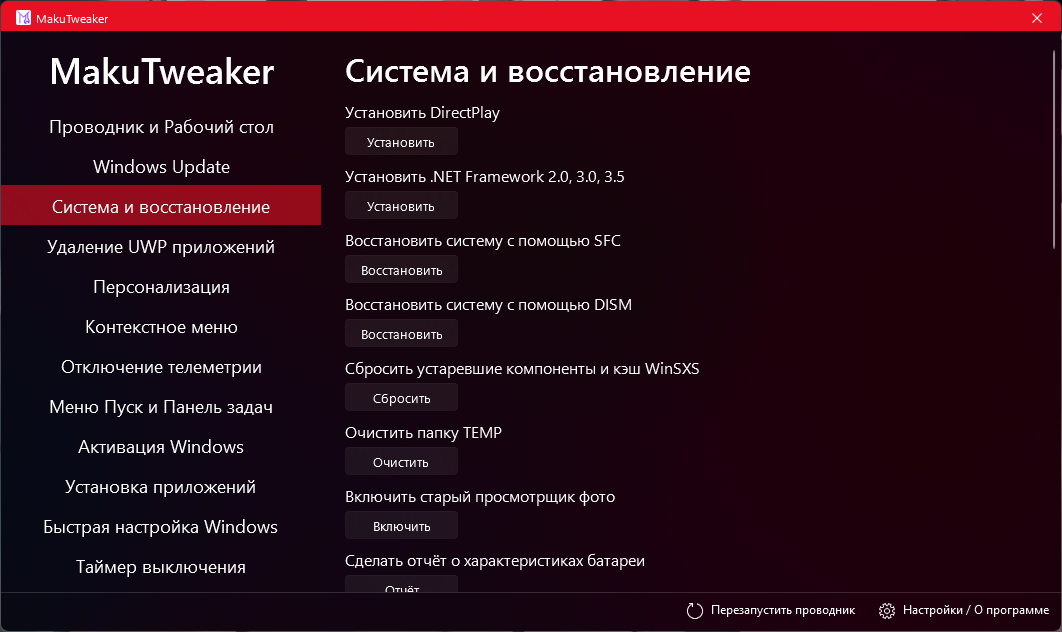 MakuTweaker
MakuTweaker
Проводник и Рабочий стол
Windows Update
Система и восстановление
Удаление UWP приложений
Персонализация
Контекстное меню
Отключение телеметрии
Меню Пуск и Панель задач
Активация Windows
Установка приложений
Быстрая настройка Windows
Таймер выключения
Система и восстановление
Установить DirectPlay
Установить
Установить .NET Framework 2.0, 3.0, 3.5
Установить
Восстановить систему с помощью SFC
Восстановить
Восстановить систему с помощью DISM
Восстановить
Сбросить устаревшие компоненты и кэш WinSXS
Сбросить
Очистить папку TEMP
Очистить
Включить старый просмотрщик фото
Включить
Сделать отчёт о характеристиках батареи
Отчёт
Перезапустить проводник
Настройки / О программе